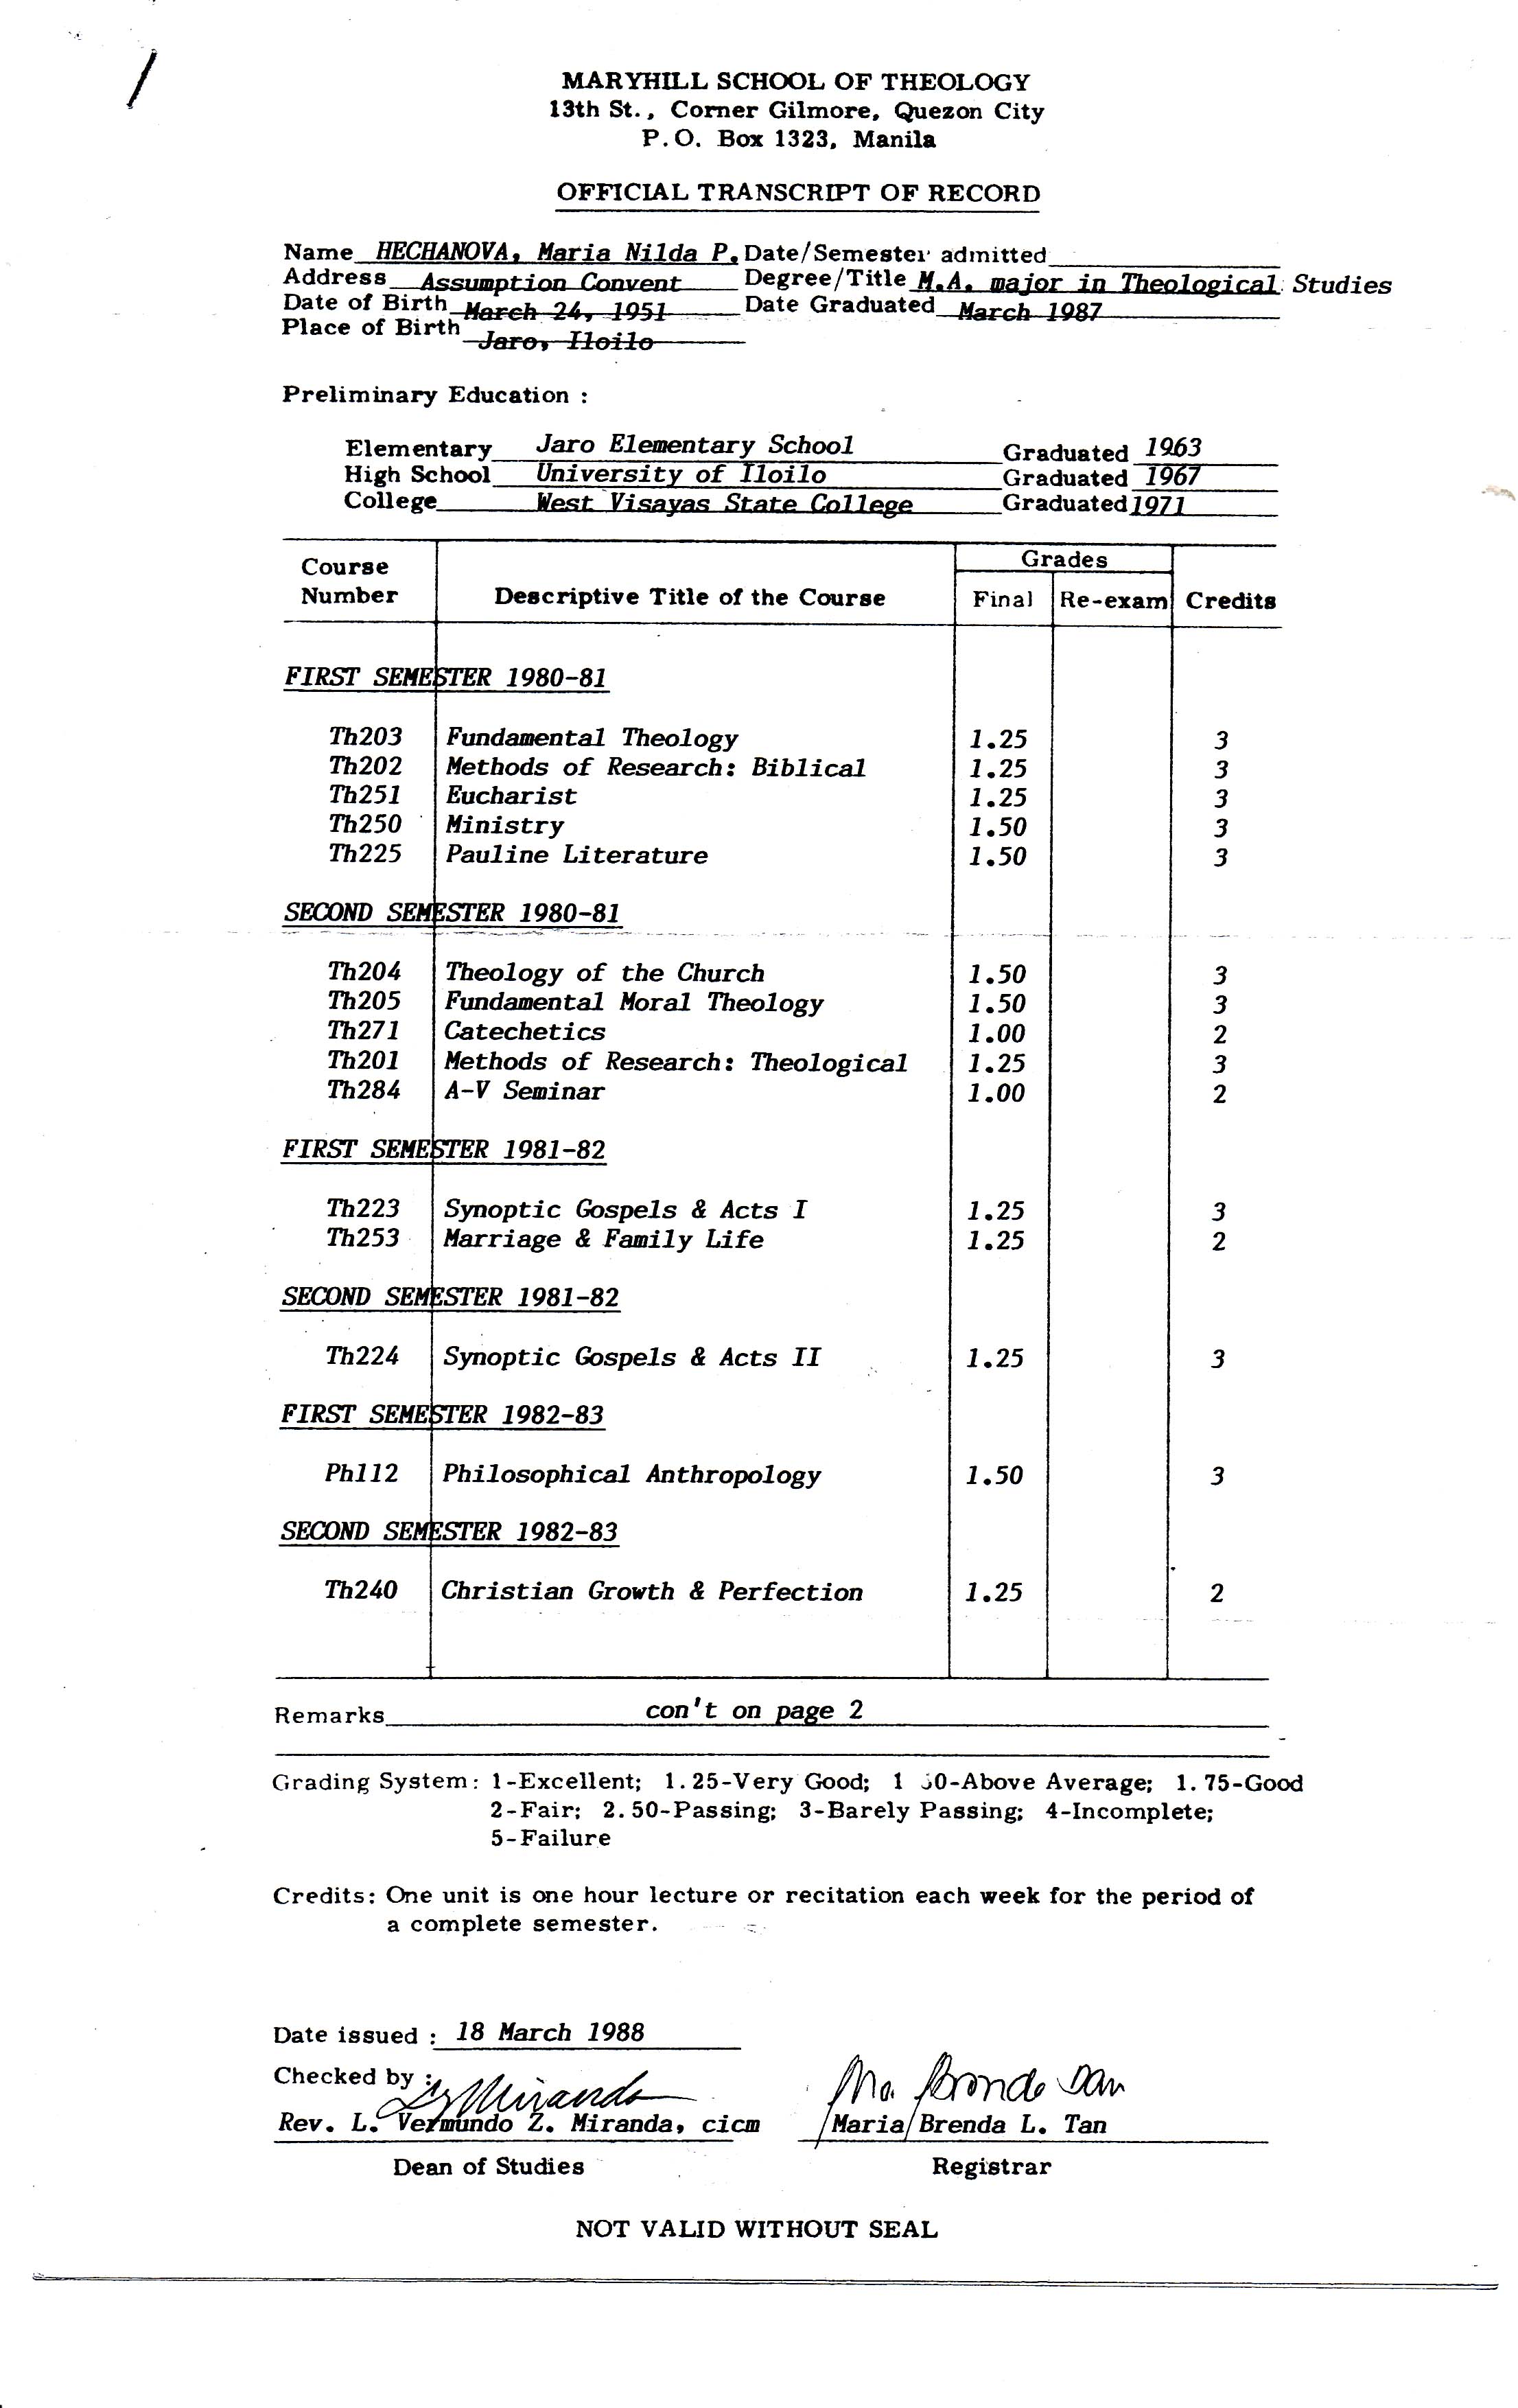 MARYHILL SCHOOL OF THEOLOGY
13th St., Corner Gilmore, Quezon City
P.O. Box 1323, Manila
OFFICIAL TRANSCRIPT OF RECORD
Name HECHANOVA, Maria Nilda P. Date/Semester admitted
Address Assumption Convent Degree/Title M.A. major in Theological Studies
Date of Birth March 24, 1951 Date Graduated March 1987
Place of Birth Jaro, Iloilo
Preliminary Education :
Elementary Jaro Elementary School Graduated 1963
High School University of Iloilo Graduated 1967
College West Visayas State College Graduated 1971
Course Number Descriptive Title of the Course Grades Final Re-exam Credits
FIRST SEMESTER 1980-81
Th203 Fundamental Theology 1.25 3
Th202 Methods of Research: Biblical 1.25 3
Th251 Eucharist 1.25 3
Th250 Ministry 1.50 3
Th225 Pauline Literature 1.50 3
SECOND SEMESTER 1980-81
Th204 Theology of the Church 1.50 3
Th205 Fundamental Moral Theology 1.50 3
Th271 Catechetics 1.00 2
Th201 Methods of Research: Theological 1.25 3
Th284 A-V Seminar 1.00 2
FIRST SEMESTER 1981-82
Th223 Synoptic Gospels & Acts I 1.25 3
Th253 Marriage & Family Life 1.25 2
SECOND SEMESTER 1981-82
Th224 Synoptic Gospels & Acts II 1.25 3
FIRST SEMESTER 1982-83
Ph112 Philosophical Anthropology 1.50 3
SECOND SEMESTER 1982-83
Th240 Christian Growth & Perfection 1.25 2
Remarks con't on page 2
Grading System: 1-Excellent; 1.25-Very Good; 1 50-Above Average; 1.75-Good
2-Fair; 2.50-Passing; 3-Barely Passing; 4-Incomplete;
5-Failure
Credits: One unit is one hour lecture or recitation each week for the period of
a complete semester.
Date issued : 18 March 1988
Checked by :
Rev. L. Vermundo Z. Miranda, cicm Maria Brenda L. Tan
Dean of Studies Registrar
NOT VALID WITHOUT SEAL